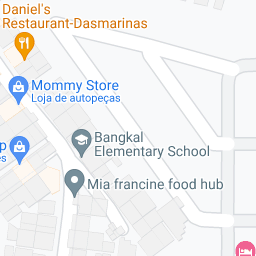 Daniel's
Restaurant-Dasmarinas
Mommy Store
Loja de autopeças
Bangkal
Elementary School
Mia francine food hub